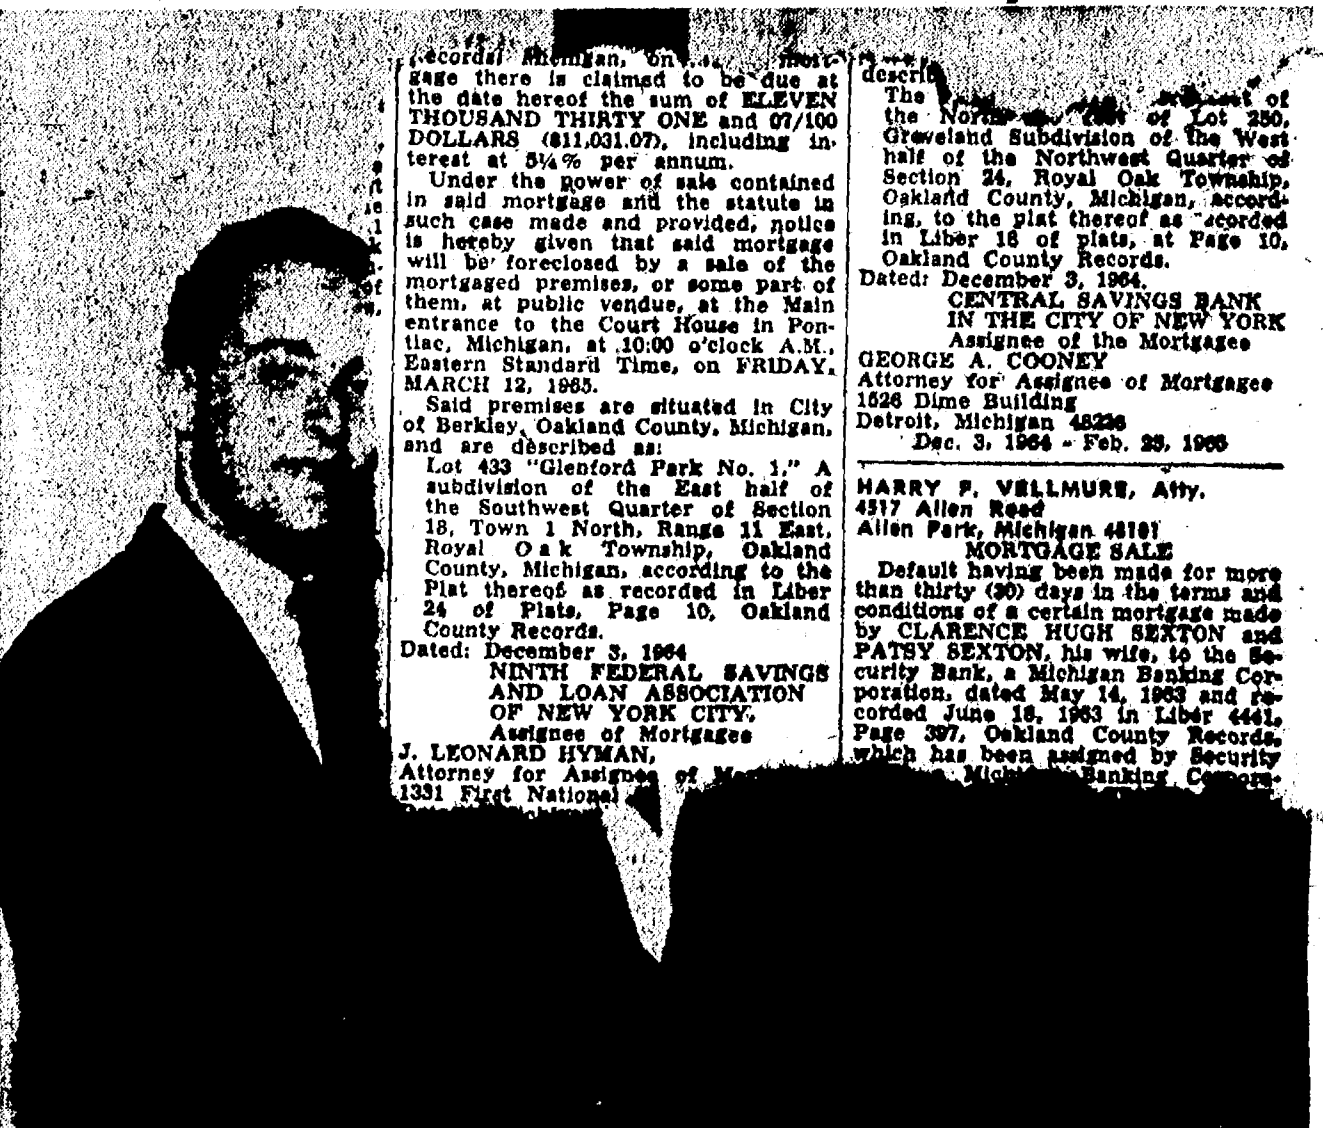 gage there is claimed to be due at
the date hereof the sum of ELEVEN
THOUSAND THIRTY ONE and 07/100
DOLLARS ($11,031.07), including in-
terest at 5¼% per annum.
Under the power of sale contained
in said mortgage and the statute in
such case made and provided, notice
is hereby given that said mortgage
will be foreclosed by a sale of the
mortgaged premises, or some part of
them, at public vendue, at the Main
entrance to the Court House in Pon-
tiac, Michigan, at 10:00 o'clock A.M.,
Eastern Standard Time, on FRIDAY,
MARCH 12, 1965.
Said premises are situated in City
of Berkley, Oakland County, Michigan,
and are described as:
Lot 433 "Glenford Park No. 1." A
subdivision of the East half of
the Southwest Quarter of Section
18, Town 1 North, Range 11 East,
Royal Oak Township, Oakland
County, Michigan, according to the
Plat thereof as recorded in Liber
24 of Plats, Page 10, Oakland
County Records.
Dated: December 3, 1964
NINTH FEDERAL SAVINGS
AND LOAN ASSOCIATION
OF NEW YORK CITY,
Assignee of Mortgagee
J. LEONARD HYMAN,
Attorney for Assignee of
1331 First National
The of
the of Lot 250,
Graveland Subdivision of the West
half of the Northwest Quarter of
Section 24, Royal Oak Township,
Oakland County, Michigan, accord-
ing, to the plat thereof as recorded
in Liber 18 of plats, at Page 10,
Oakland County Records.
Dated: December 3, 1964.
CENTRAL SAVINGS BANK
IN THE CITY OF NEW YORK
Assignee of the Mortgagee
GEORGE A. COONEY
Attorney for Assignee of Mortgagee
1526 Dime Building
Detroit, Michigan 48226
Dec. 3, 1964 - Feb. 25, 1965
HARRY P. VELLMURE, Atty.
4517 Allen Road
Allen Park, Michigan 48101
MORTGAGE SALE
Default having been made for more
than thirty (30) days in the terms and
conditions of a certain mortgage made
by CLARENCE HUGH SEXTON and
PATSY SEXTON, his wife, to the Se-
curity Bank, a Michigan Banking Cor-
poration, dated May 14, 1963 and re-
corded June 18, 1963 in Liber 4441,
Page 397, Oakland County Records,
which has been assigned by Security
Banking